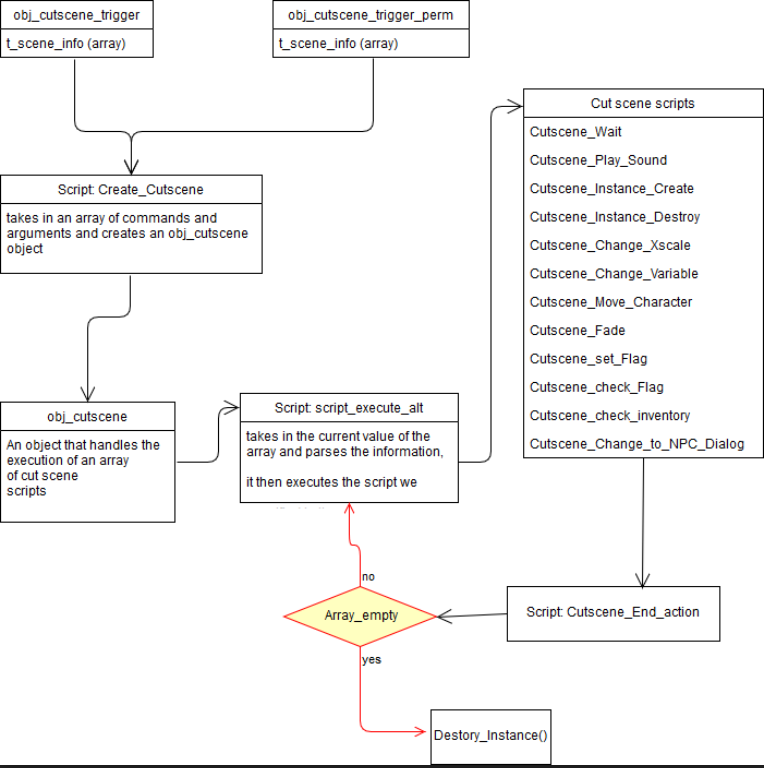 obj_cutscene_trigger
t_scene_info (array)
obj_cutscene_trigger_perm
t_scene_info (array)
Script: Create_Cutscene
takes in an array of commands and
arguments and creates an obj_cutscene
object
obj_cutscene
An object that handles the
execution of an array
of cut scene
scripts
Script: script_execute_alt
takes in the current value of the
array and parses the information,
it then executes the script we
Cut scene scripts
Cutscene_Wait
Cutscene_Play_Sound
Cutscene_Instance_Create
Cutscene_Instance_Destroy
Cutscene_Change_Xscale
Cutscene_Change_Variable
Cutscene_Move_Character
Cutscene_Fade
Cutscene_set_Flag
Cutscene_check_Flag
Cutscene_check_inventory
Cutscene_Change_to_NPC_Dialog
Script: Cutscene_End_action
no
Array_empty
yes
Destory_Instance()